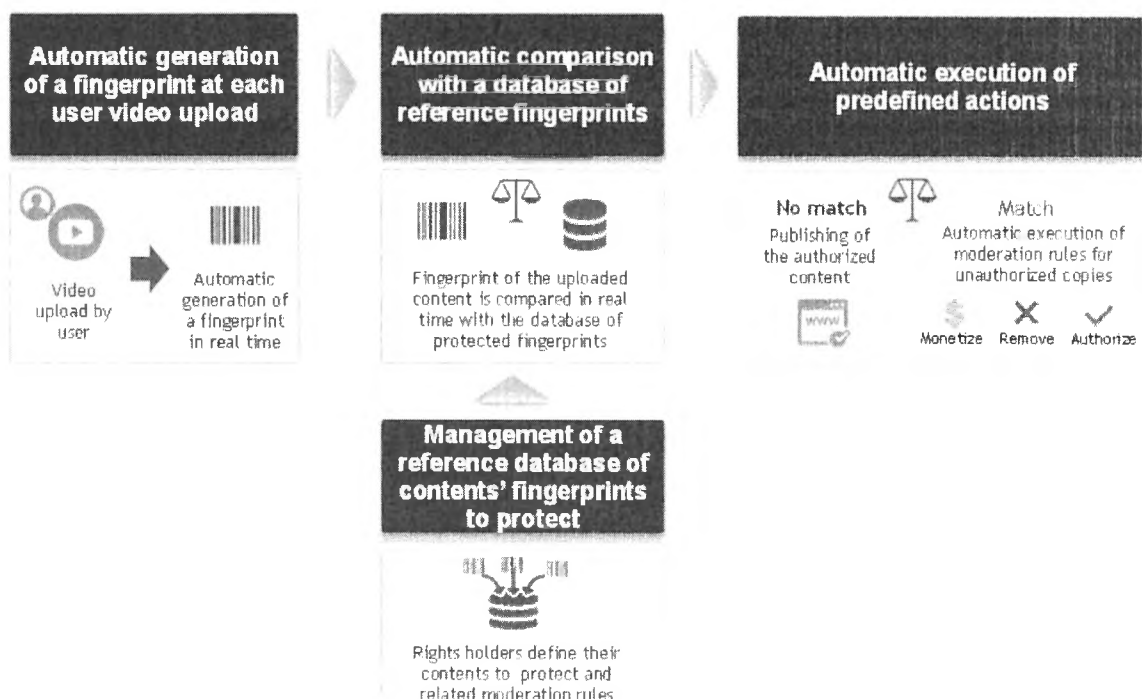 Automatic generation
of a fingerprint at each
user video upload
Automatic comparison
with a database of
reference fingerprints
Automatic execution of
predefined actions
Video
upload by
user
Automatic
generation of
a fingerprint
in real time
Fingerprint of the uploaded
content is compared in real
time with the database of
protected fingerprints
No match
Publishing of
the authorized
content
www
Match
Automatic execution of
moderation rules for
unauthorized copies
$
Monetize Remove Authorize
Management of a
reference database of
contents' fingerprints
to protect
Rights holders define their
contents to protect and
related moderation rules